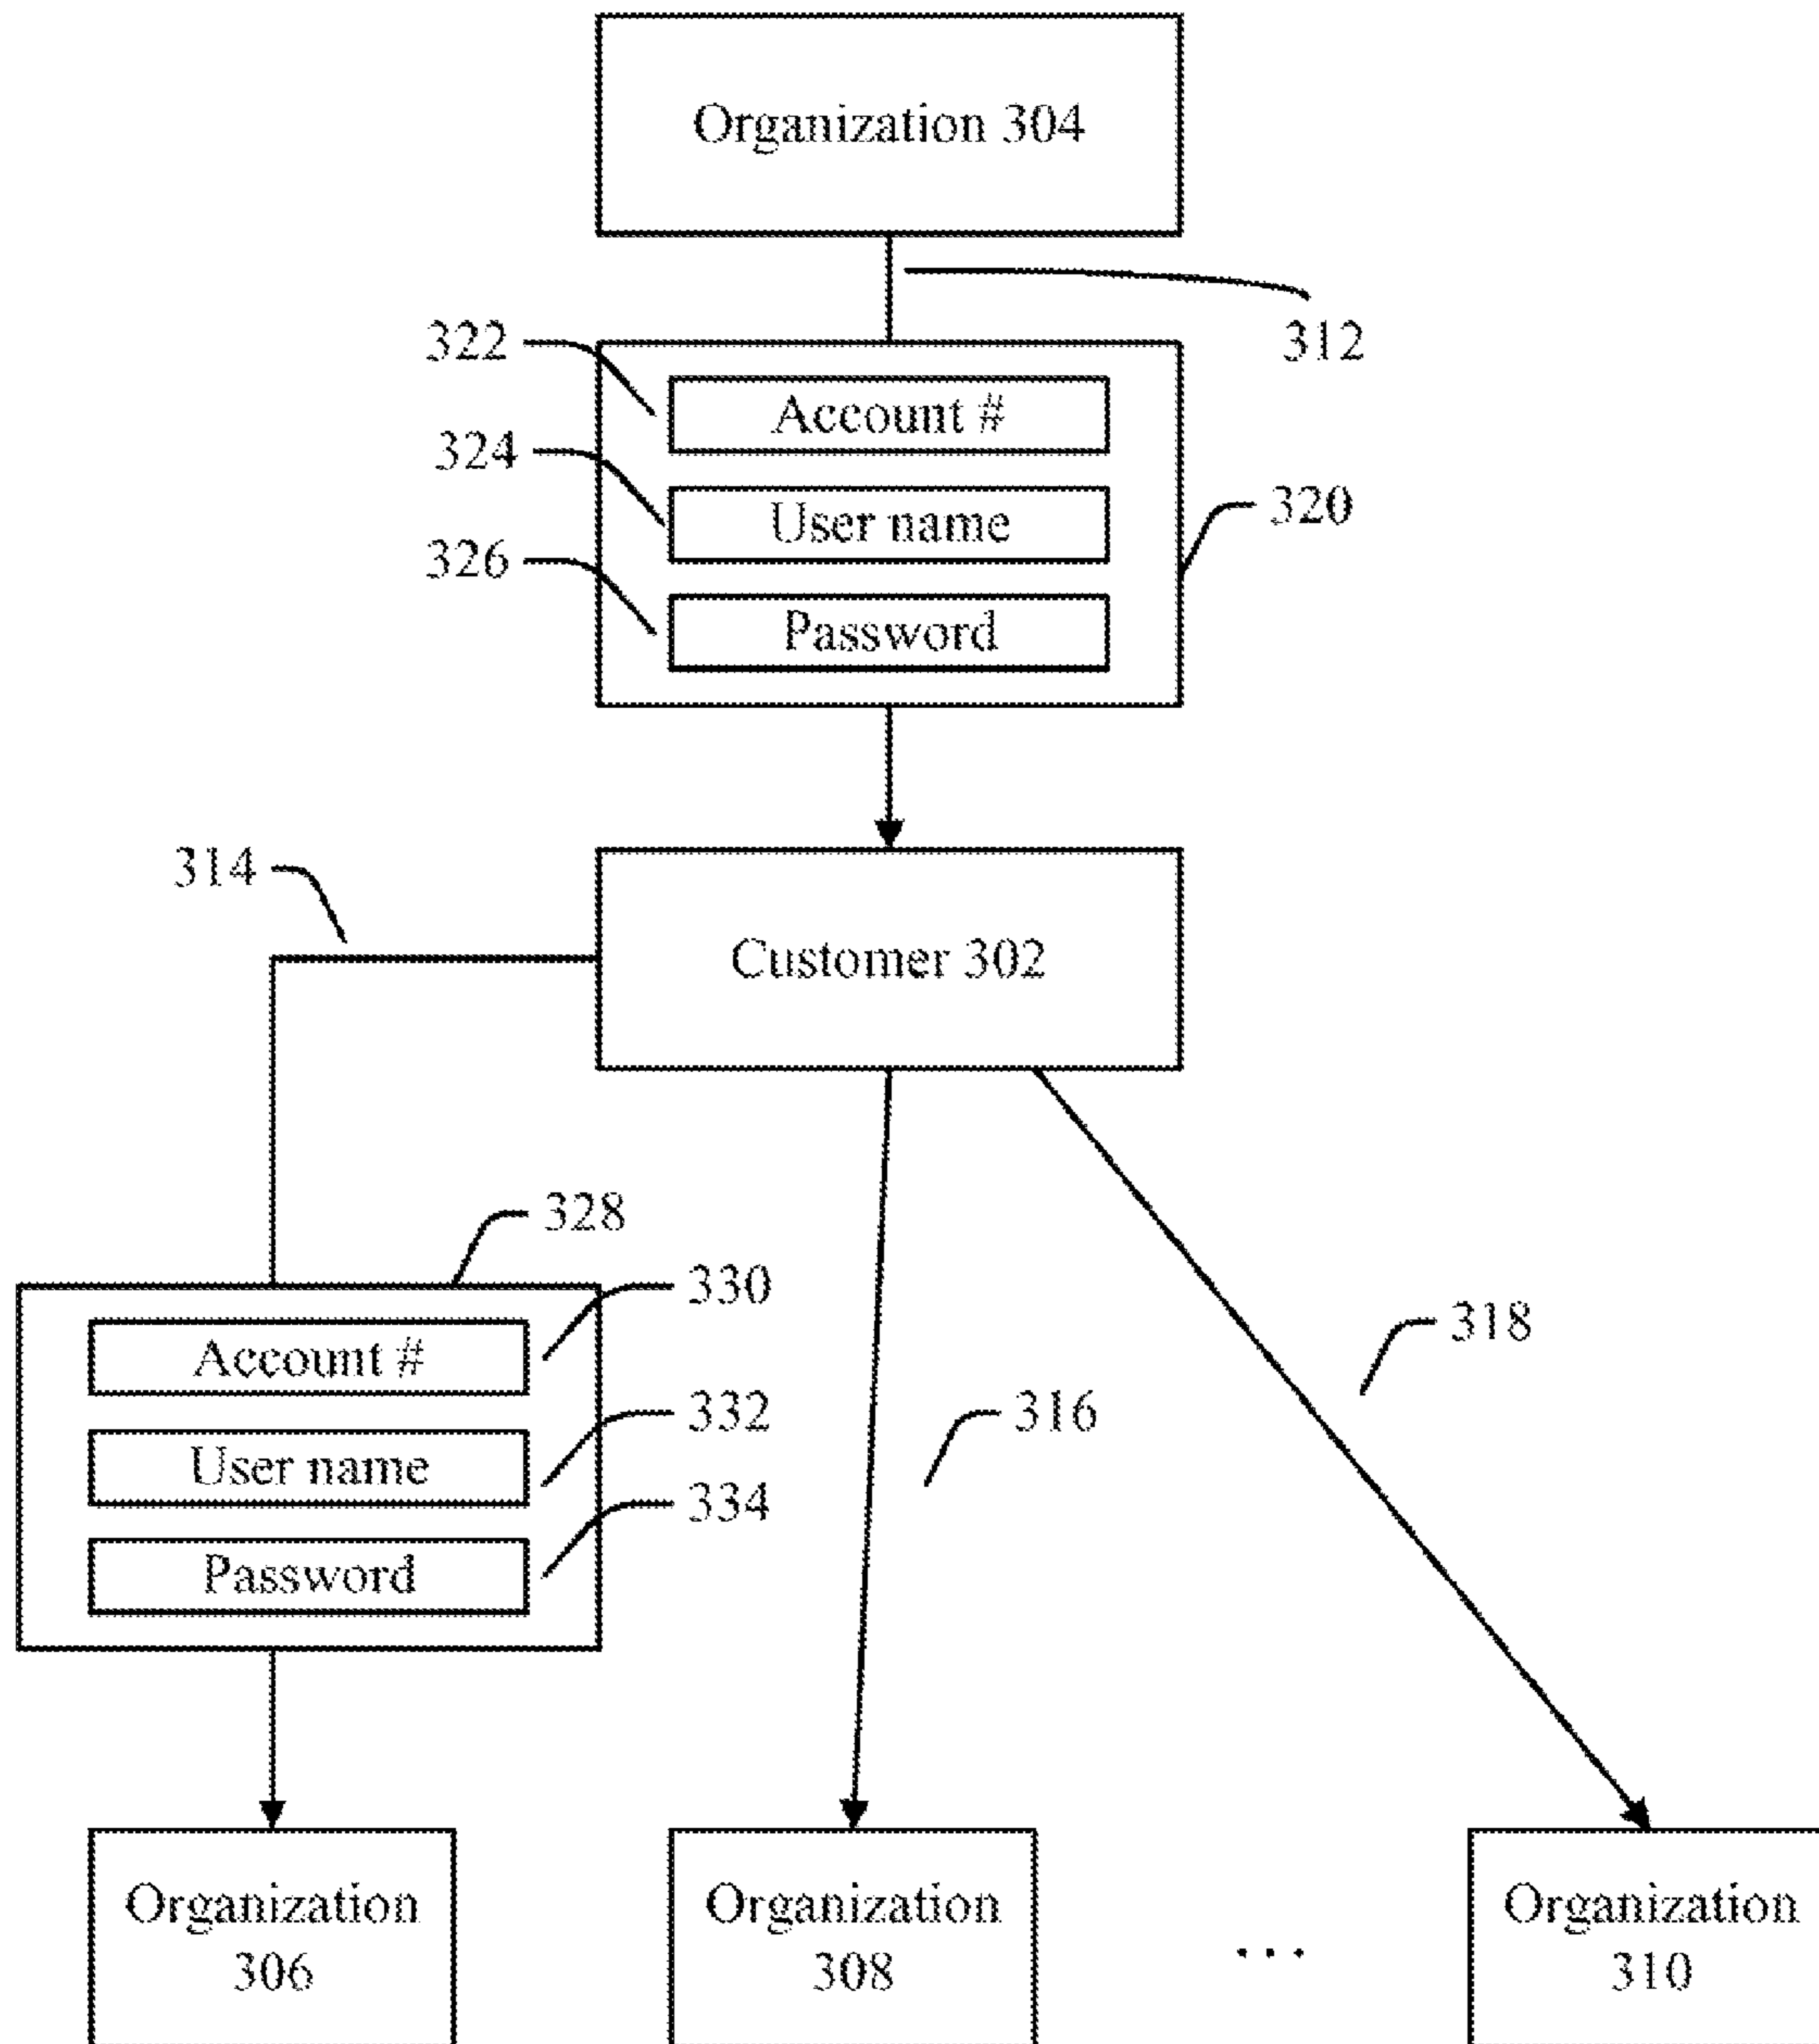 Organization 304
312
322
Account #
324
User name
320
326
Password
314
Customer 302
328
330
Account #
318
332
316
User name
334
Password
Organization
306
Organization
308
...
Organization
310